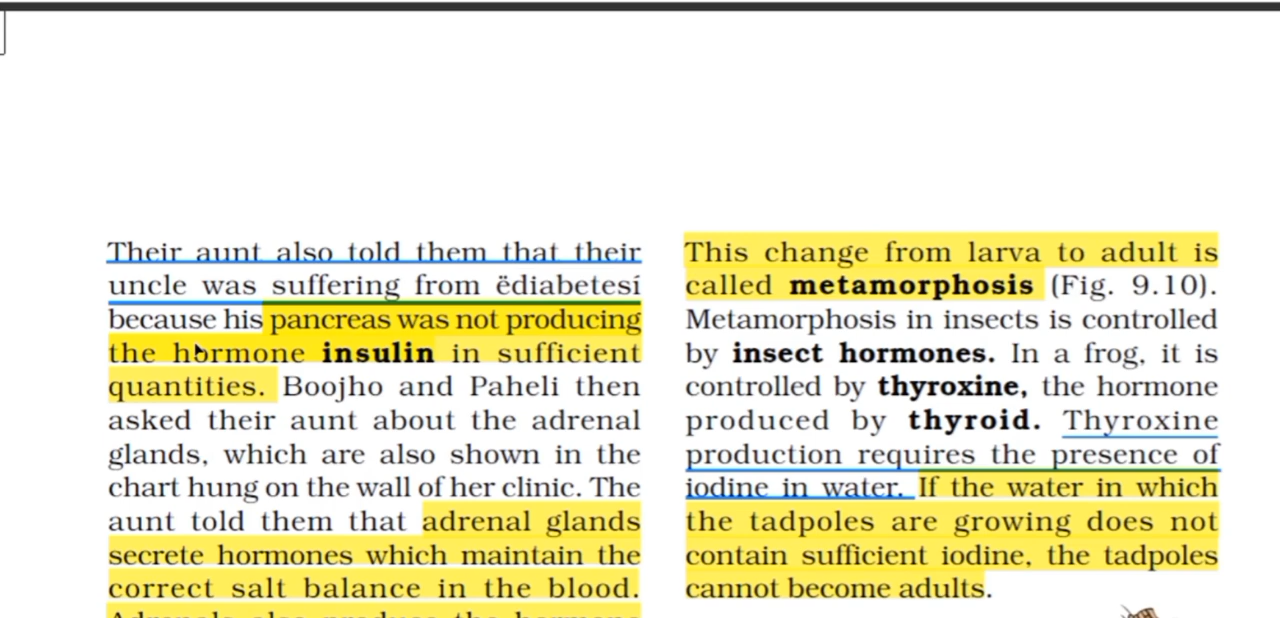 Their aunt also told them that their
uncle was suffering from ëdiabetesí
because his pancreas was not producing
the hormone insulin in sufficient
quantities. Boojho and Paheli then
asked their aunt about the adrenal
glands, which are also shown in the
chart hung on the wall of her clinic. The
aunt told them that adrenal glands
secrete hormones which maintain the
correct salt balance in the blood.
Adrenals also produce the hormone
This change from larva to adult is
called metamorphosis (Fig. 9.10).
Metamorphosis in insects is controlled
by insect hormones. In a frog, it is
controlled by thyroxine, the hormone
produced by thyroid. Thyroxine
production requires the presence of
iodine in water. If the water in which
the tadpoles are growing does not
contain sufficient iodine, the tadpoles
cannot become adults.